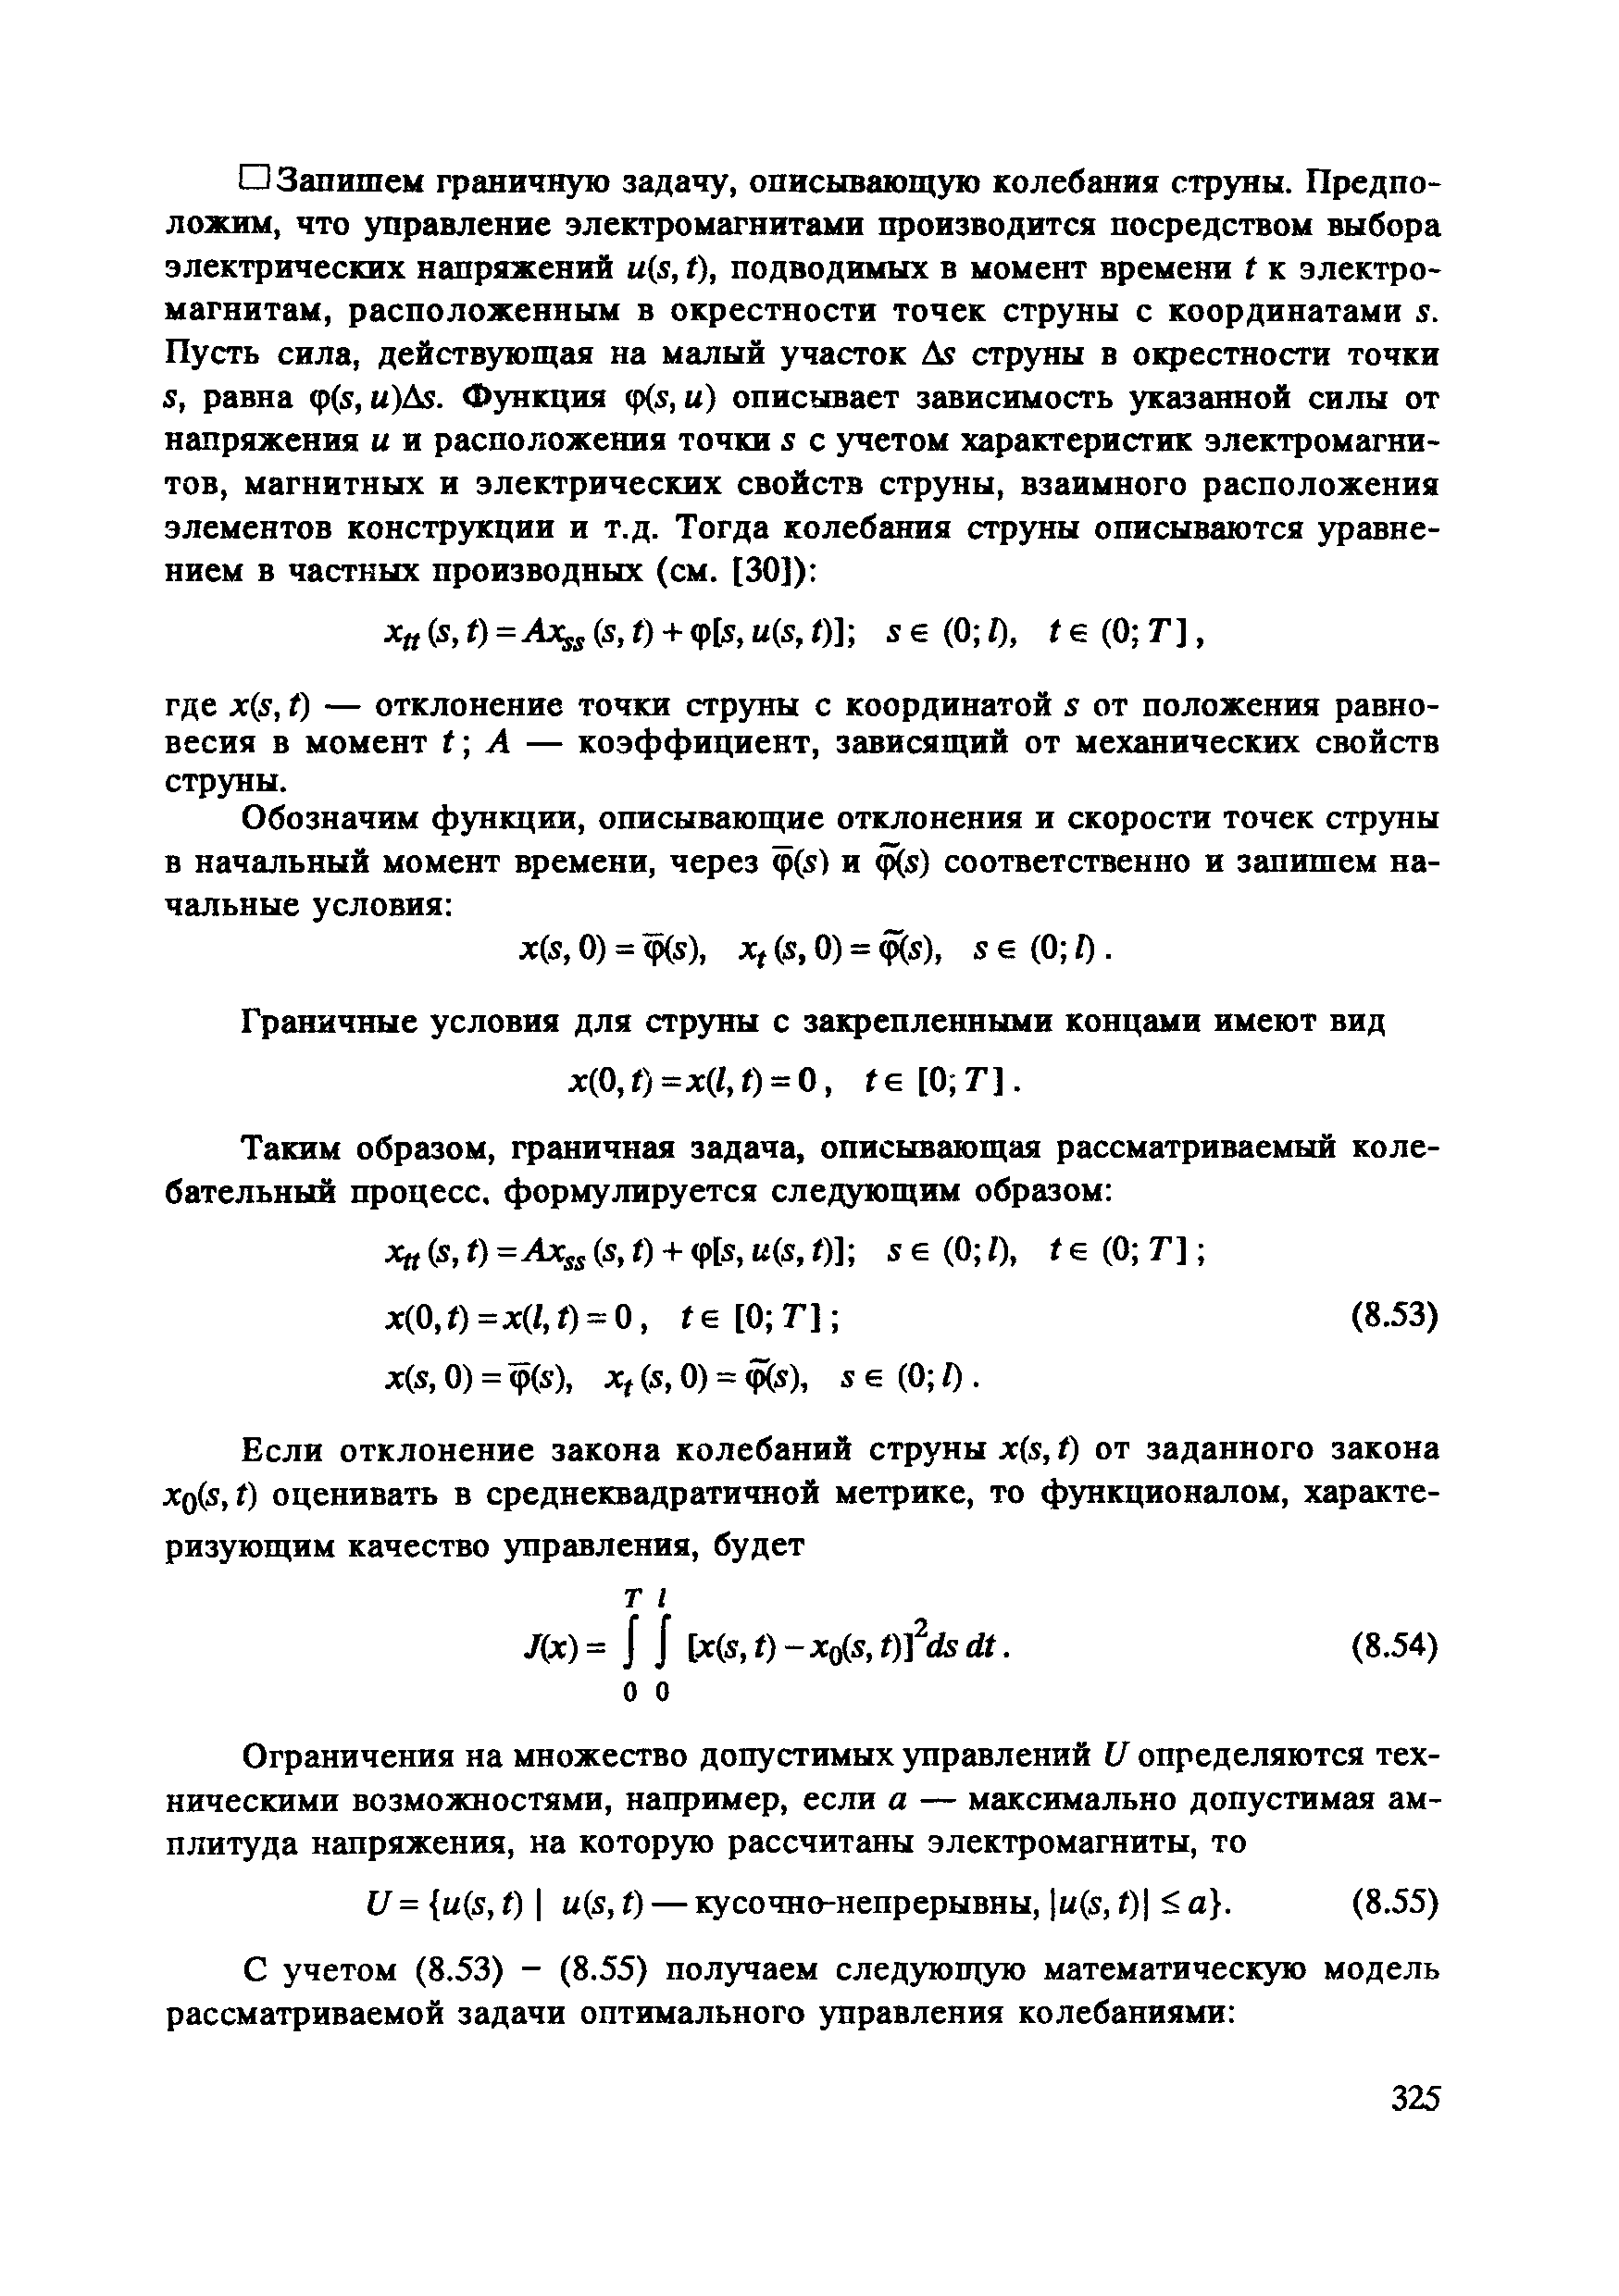 □ Запишем граничную задачу, описывающую колебания струны. Предпо-
ложим, что управление электромагнитами производится посредством выбора
электрических напряжений u(s, t), подводимых в момент времени t к электро-
магнитам, расположенным в окрестности точек струны с координатами s.
Пусть сила, действующая на малый участок Δs струны в окрестности точки
s, равна φ(s, u)Δs. Функция φ(s, u) описывает зависимость указанной силы от
напряжения u и расположения точки s с учетом характеристик электромагни-
тов, магнитных и электрических свойств струны, взаимного расположения
элементов конструкции и т.д. Тогда колебания струны описываются уравне-
нием в частных производных (см. [30]):
x_tt (s, t) = Ax_ss (s, t) + φ[s, u(s, t)]; s ∈ (0; l), t ∈ (0; T] ,
где x(s, t) — отклонение точки струны с координатой s от положения равно-
весия в момент t ; A — коэффициент, зависящий от механических свойств
струны.
Обозначим функции, описывающие отклонения и скорости точек струны
в начальный момент времени, через φ̅(s) и φ̃(s) соответственно и запишем на-
чальные условия:
x(s, 0) = φ̅(s), x_t (s, 0) = φ̃(s), s ∈ (0; l) .
Граничные условия для струны с закрепленными концами имеют вид
x(0, t) = x(l, t) = 0 , t ∈ [0; T] .
Таким образом, граничная задача, описывающая рассматриваемый коле-
бательный процесс, формулируется следующим образом:
x_tt (s, t) = Ax_ss (s, t) + φ[s, u(s, t)]; s ∈ (0; l), t ∈ (0; T] ;
x(0, t) = x(l, t) = 0 , t ∈ [0; T] ; (8.53)
x(s, 0) = φ̅(s), x_t (s, 0) = φ̃(s), s ∈ (0; l) .
Если отклонение закона колебаний струны x(s, t) от заданного закона
x₀(s, t) оценивать в среднеквадратичной метрике, то функционалом, характе-
ризующим качество управления, будет
T l
J(x) = ∫ ∫ [x(s, t) − x₀(s, t)]² ds dt . (8.54)
0 0
Ограничения на множество допустимых управлений U определяются тех-
ническими возможностями, например, если a — максимально допустимая ам-
плитуда напряжения, на которую рассчитаны электромагниты, то
U = {u(s, t) | u(s, t) — кусочно-непрерывны, |u(s, t)| ≤ a}. (8.55)
С учетом (8.53) − (8.55) получаем следующую математическую модель
рассматриваемой задачи оптимального управления колебаниями:
325